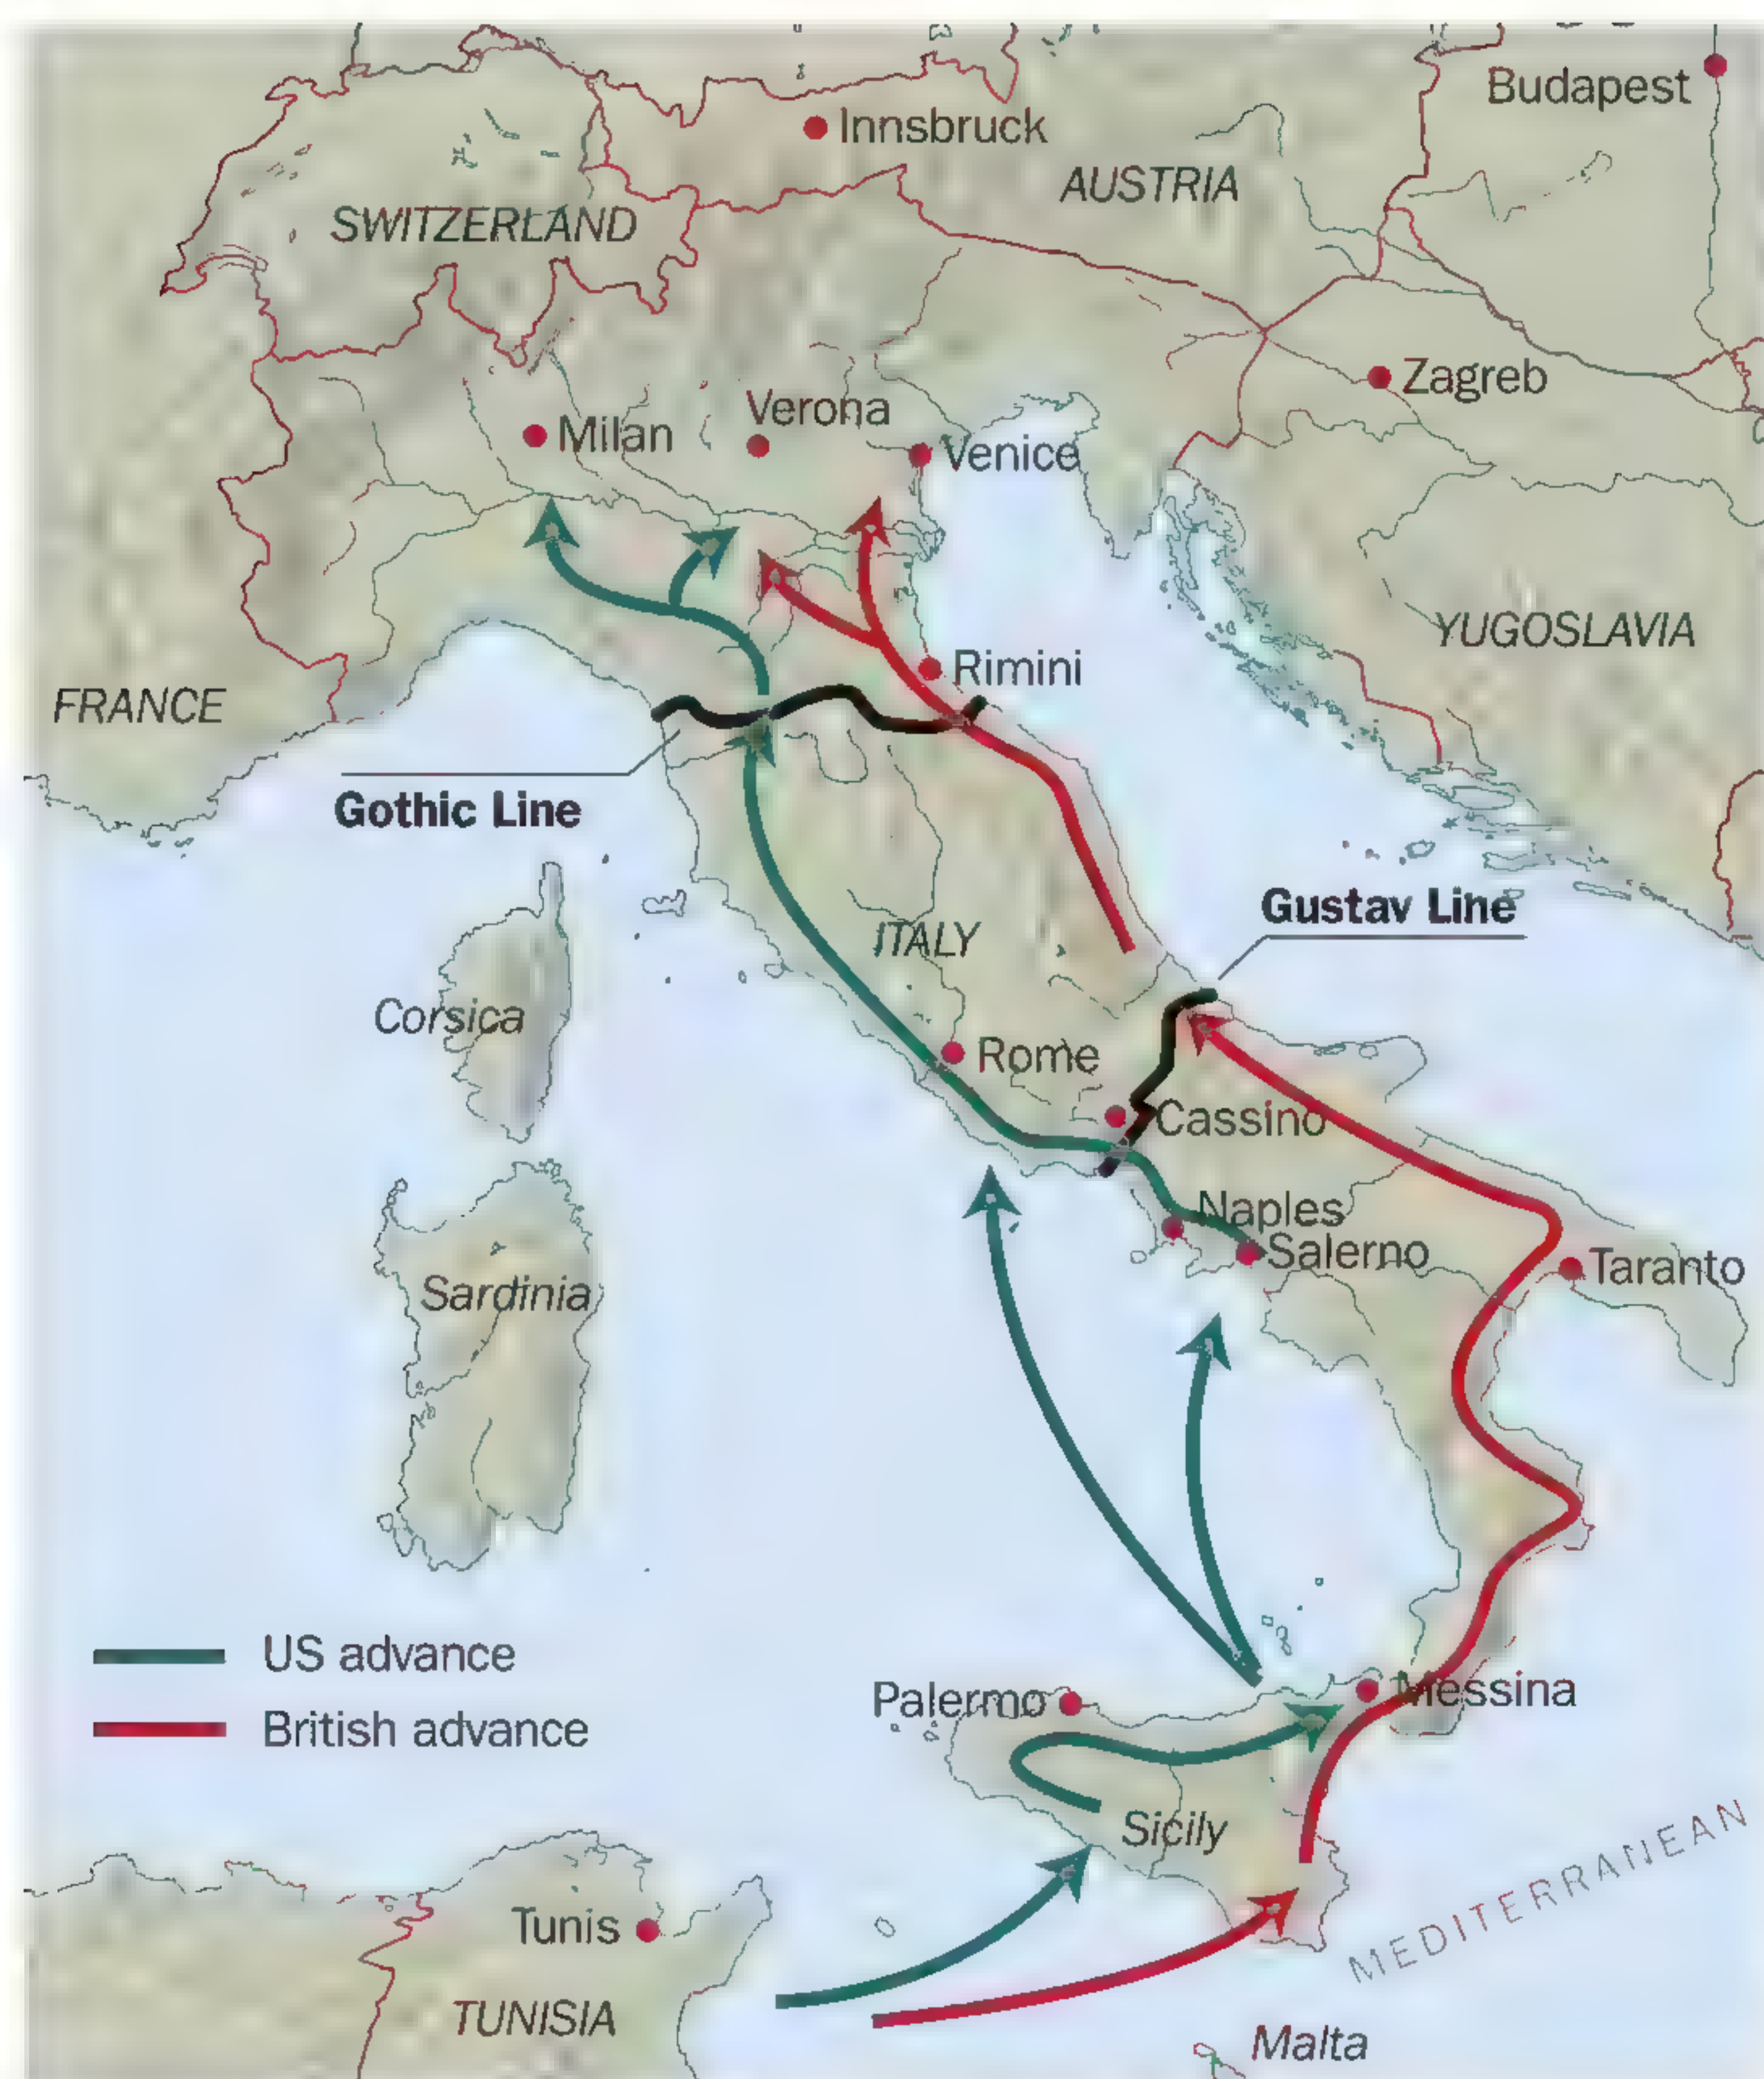 Budapest
Innsbruck
AUSTRIA
SWITZERLAND
Zagreb
Verona
Milan
Venice
YUGOSLAVIA
Rimini
FRANCE
Gothic Line
Gustav Line
ITALY
Corsica
Rome
Cassino
Naples
Salerno
Taranto
Sardinia
US advance
Messina
Palermo
British advance
Sicily
MEDITERRANEAN
Tunis
TUNISIA
Malta